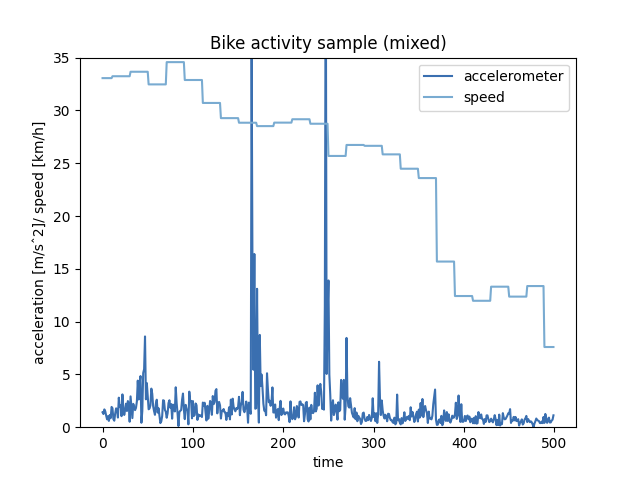 Bike activity sample (mixed)
accelerometer
speed
35
30
25
20
15
10
5
0
acceleration [m/sˆ2]/ speed [km/h]
0 100 200 300 400 500
time